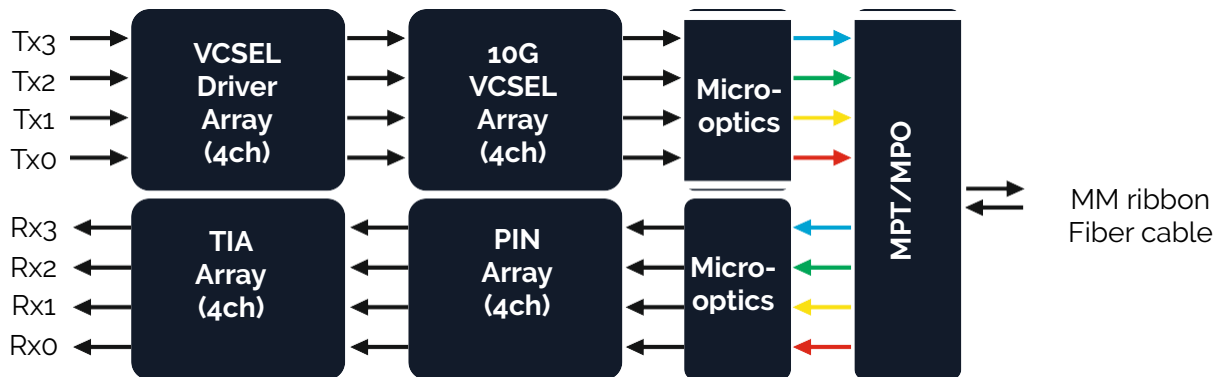 Tx3
Tx2
Tx1
Tx0
VCSEL
Driver
Array
(4ch)
10G
VCSEL
Array
(4ch)
Micro-
optics
MPT/MPO
MM ribbon
Fiber cable
Rx3
Rx2
Rx1
Rx0
TIA
Array
(4ch)
PIN
Array
(4ch)
Micro-
optics